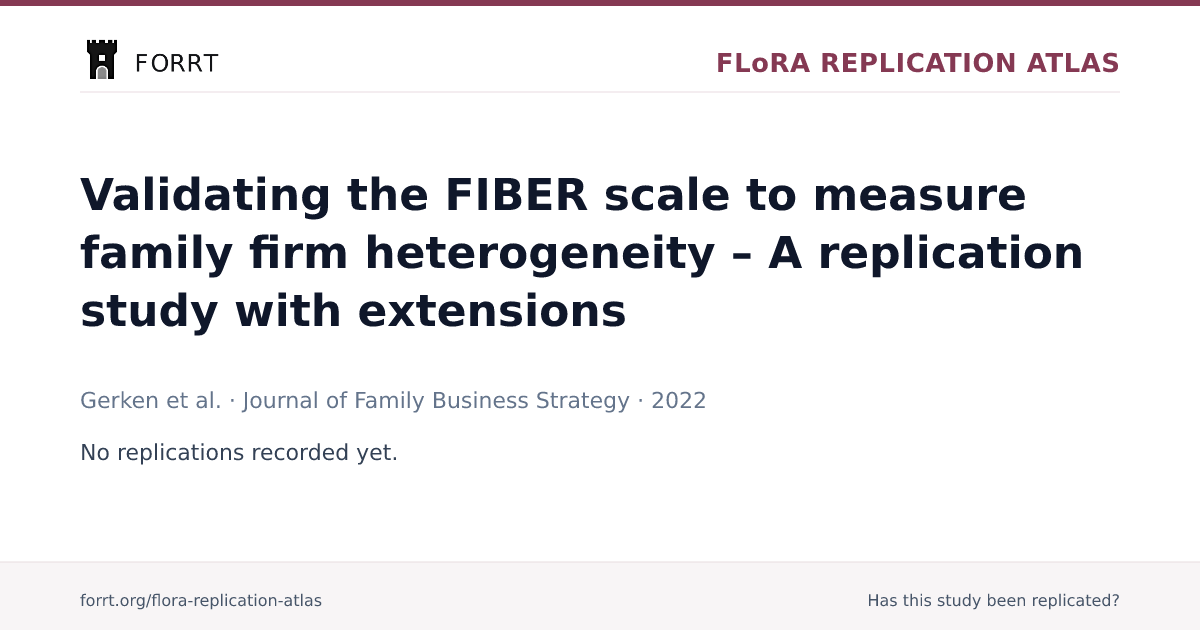 FORRT
FLoRA REPLICATION ATLAS
Validating the FIBER scale to measure
family firm heterogeneity – A replication
study with extensions
Gerken et al. · Journal of Family Business Strategy · 2022
No replications recorded yet.
forrt.org/flora-replication-atlas
Has this study been replicated?